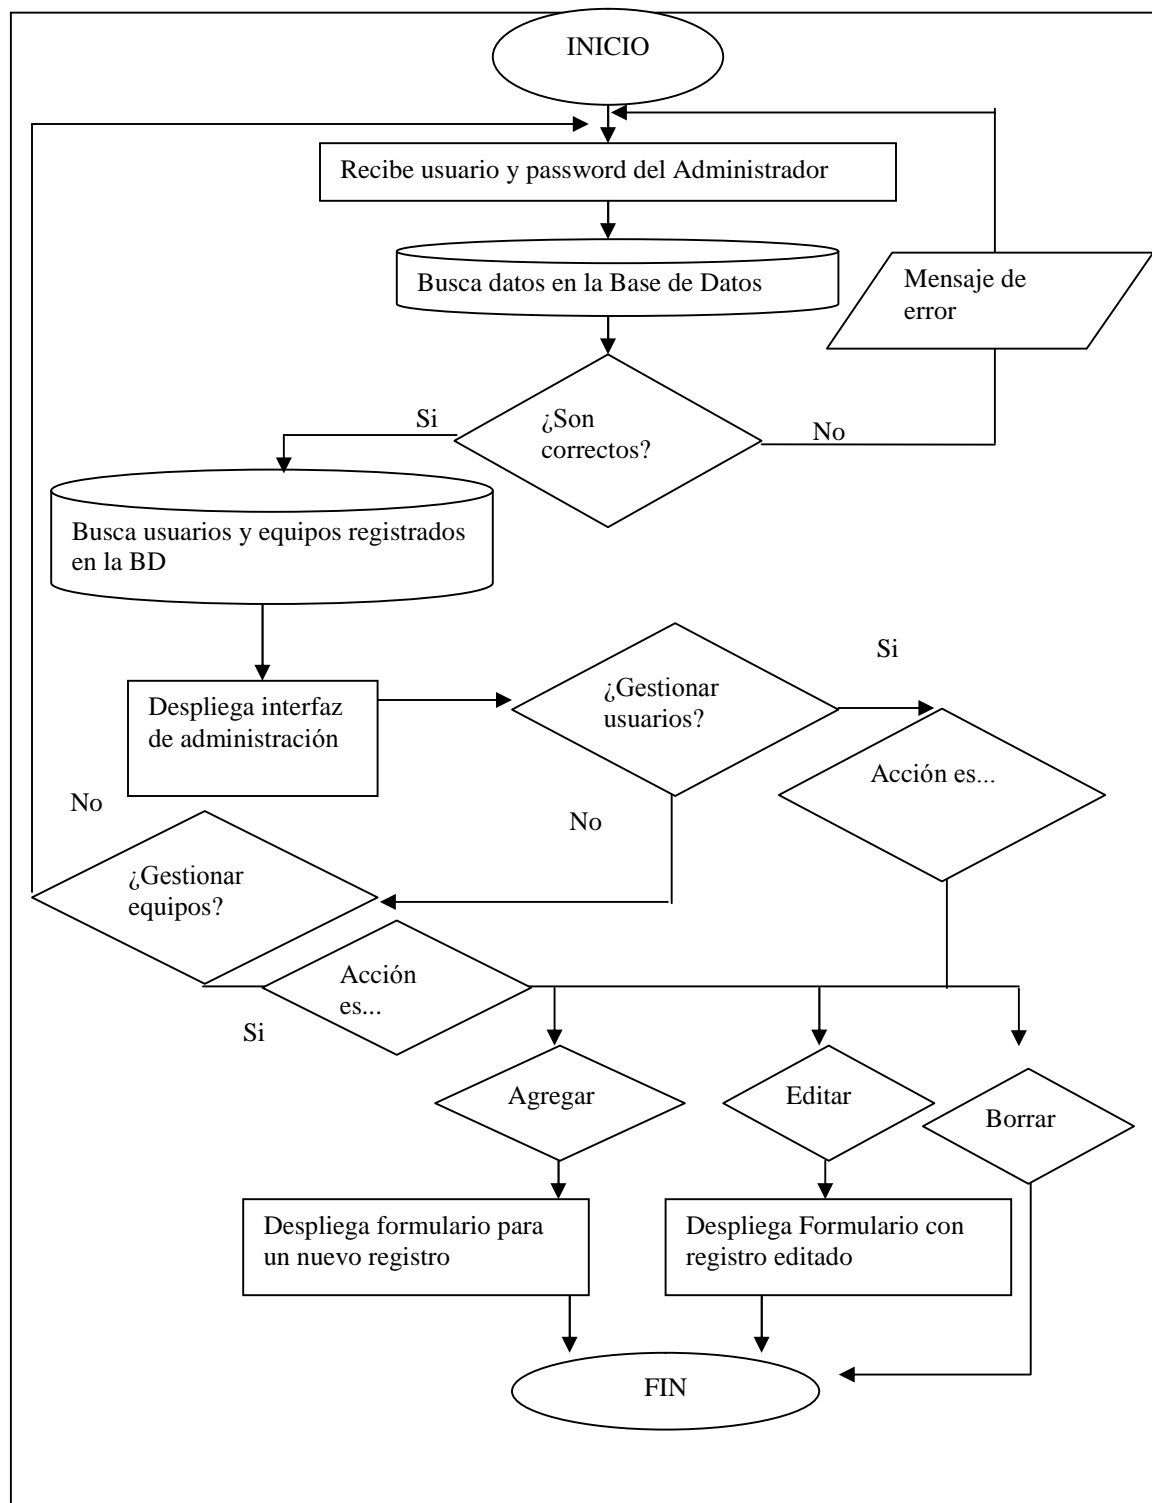 INICIO
Recibe usuario y password del Administrador
Busca datos en la Base de Datos
Mensaje de
error
¿Son
correctos?
Si
No
Busca usuarios y equipos registrados
en la BD
Si
¿Gestionar
usuarios?
Despliega interfaz
de administración
Acción es...
No
No
¿Gestionar
equipos?
Acción
es...
Si
Agregar
Editar
Borrar
Despliega formulario para
un nuevo registro
Despliega Formulario con
registro editado
FIN